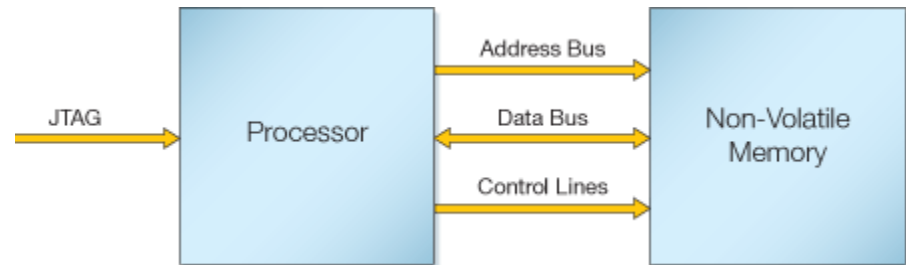 JTAG
Processor
Address Bus
Data Bus
Control Lines
Non-Volatile
Memory